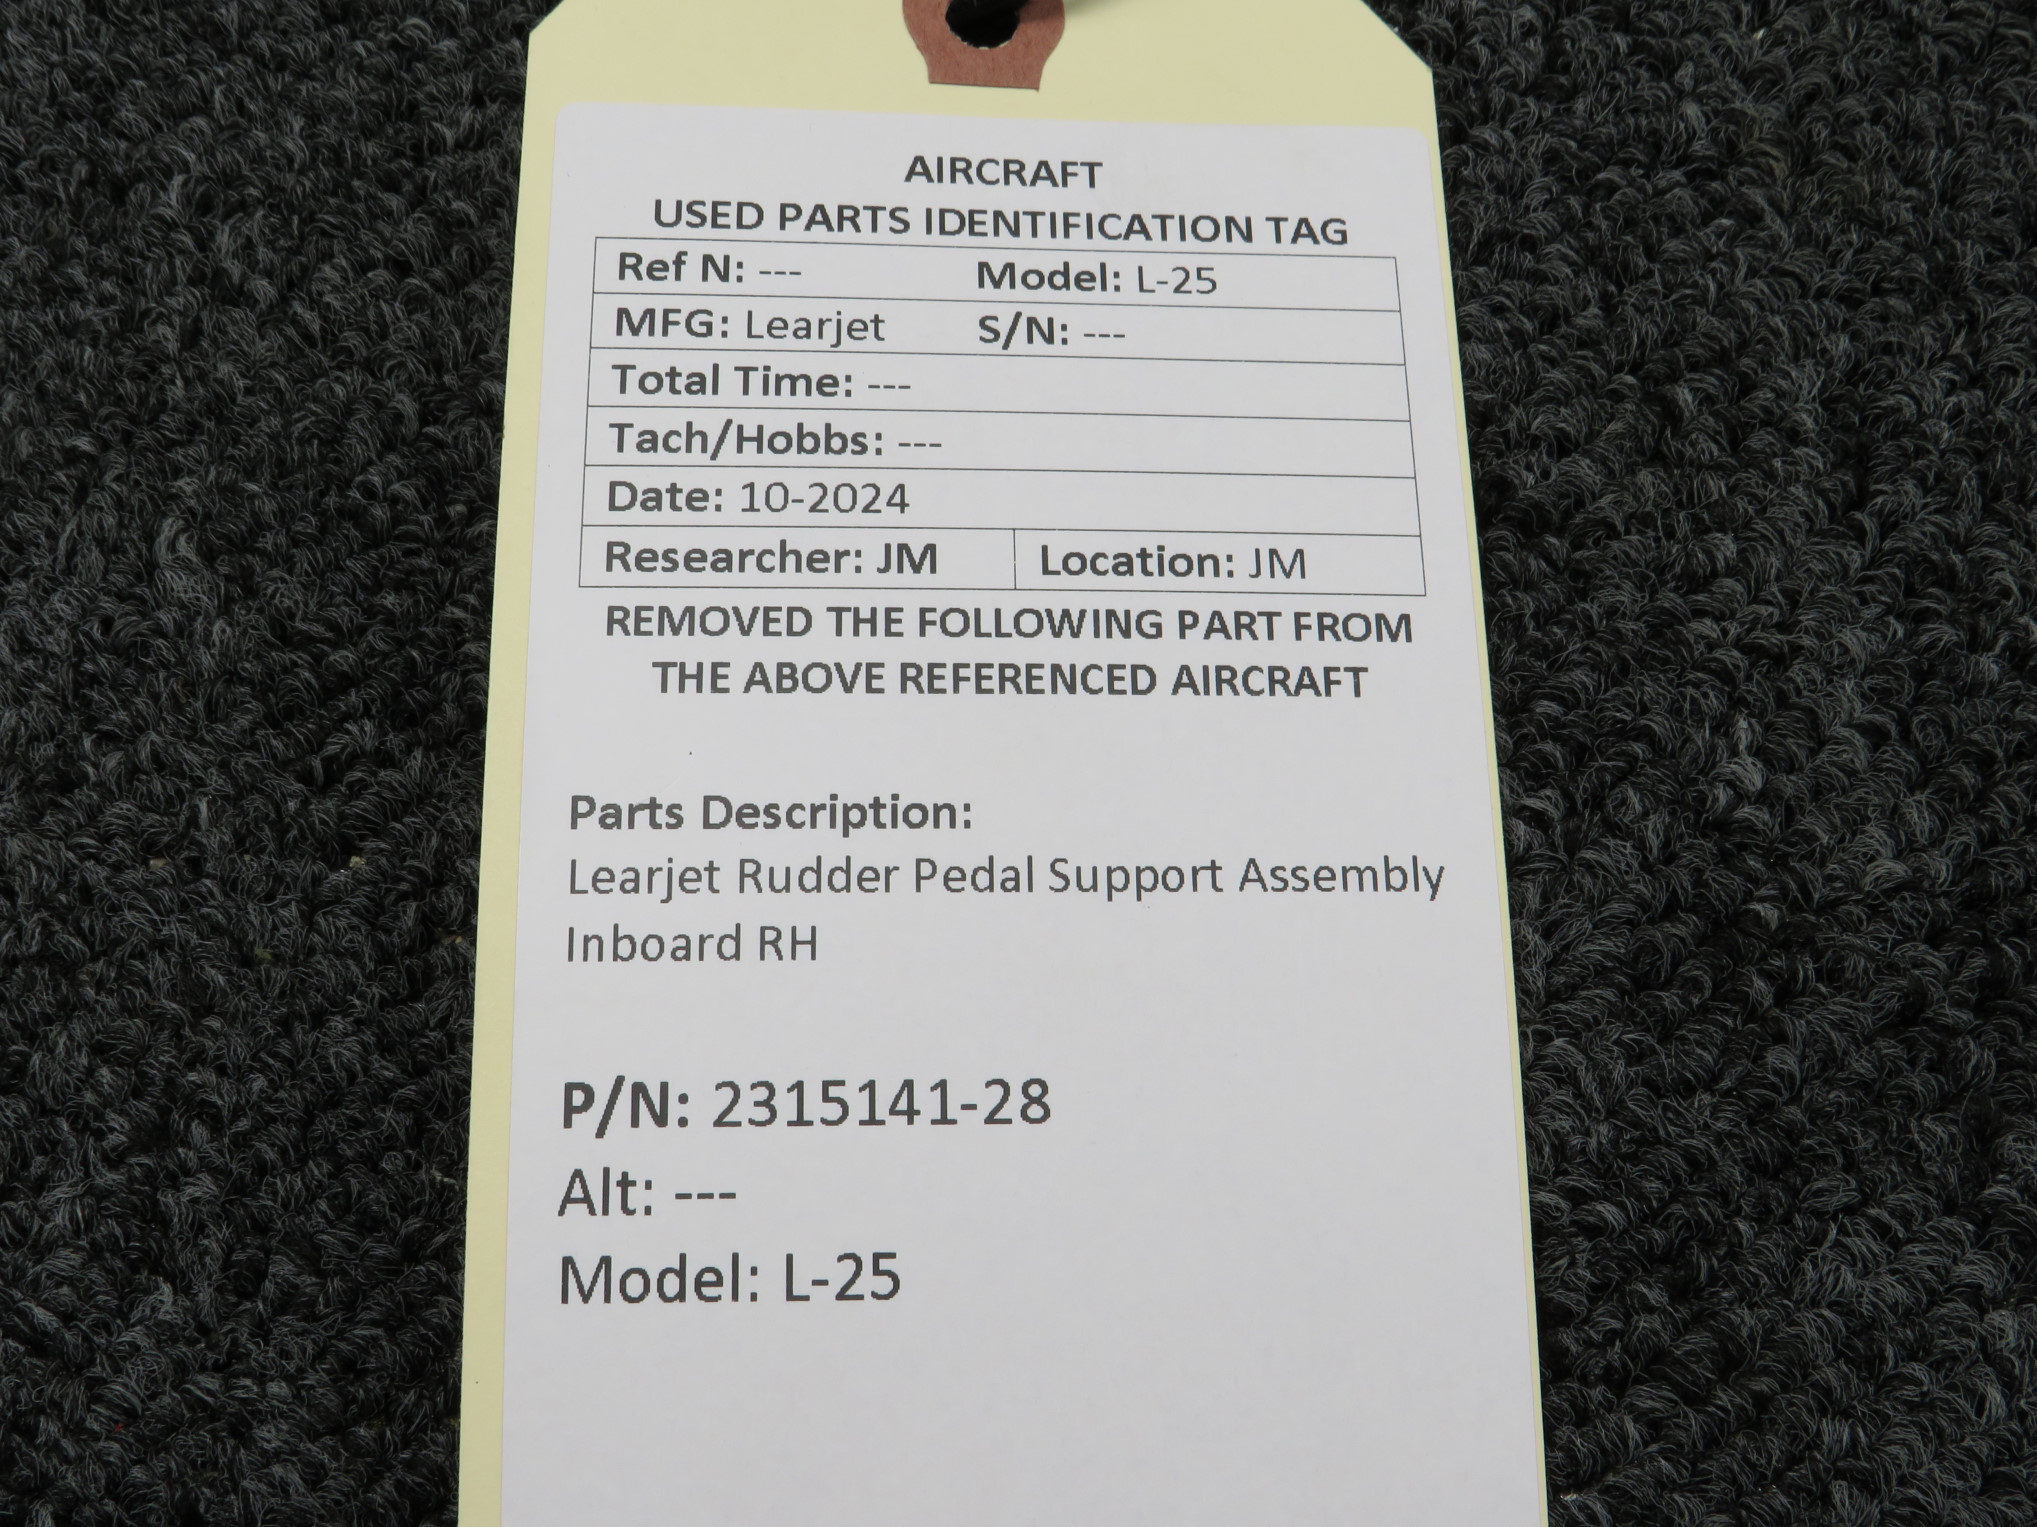 AIRCRAFT
USED PARTS IDENTIFICATION TAG
Ref N: --- Model: L-25
MFG: Learjet S/N: ---
Total Time: ---
Tach/Hobbs: ---
Date: 10-2024
Researcher: JM Location: JM
REMOVED THE FOLLOWING PART FROM
THE ABOVE REFERENCED AIRCRAFT
Parts Description:
Learjet Rudder Pedal Support Assembly
Inboard RH
P/N: 2315141-28
Alt: ---
Model: L-25